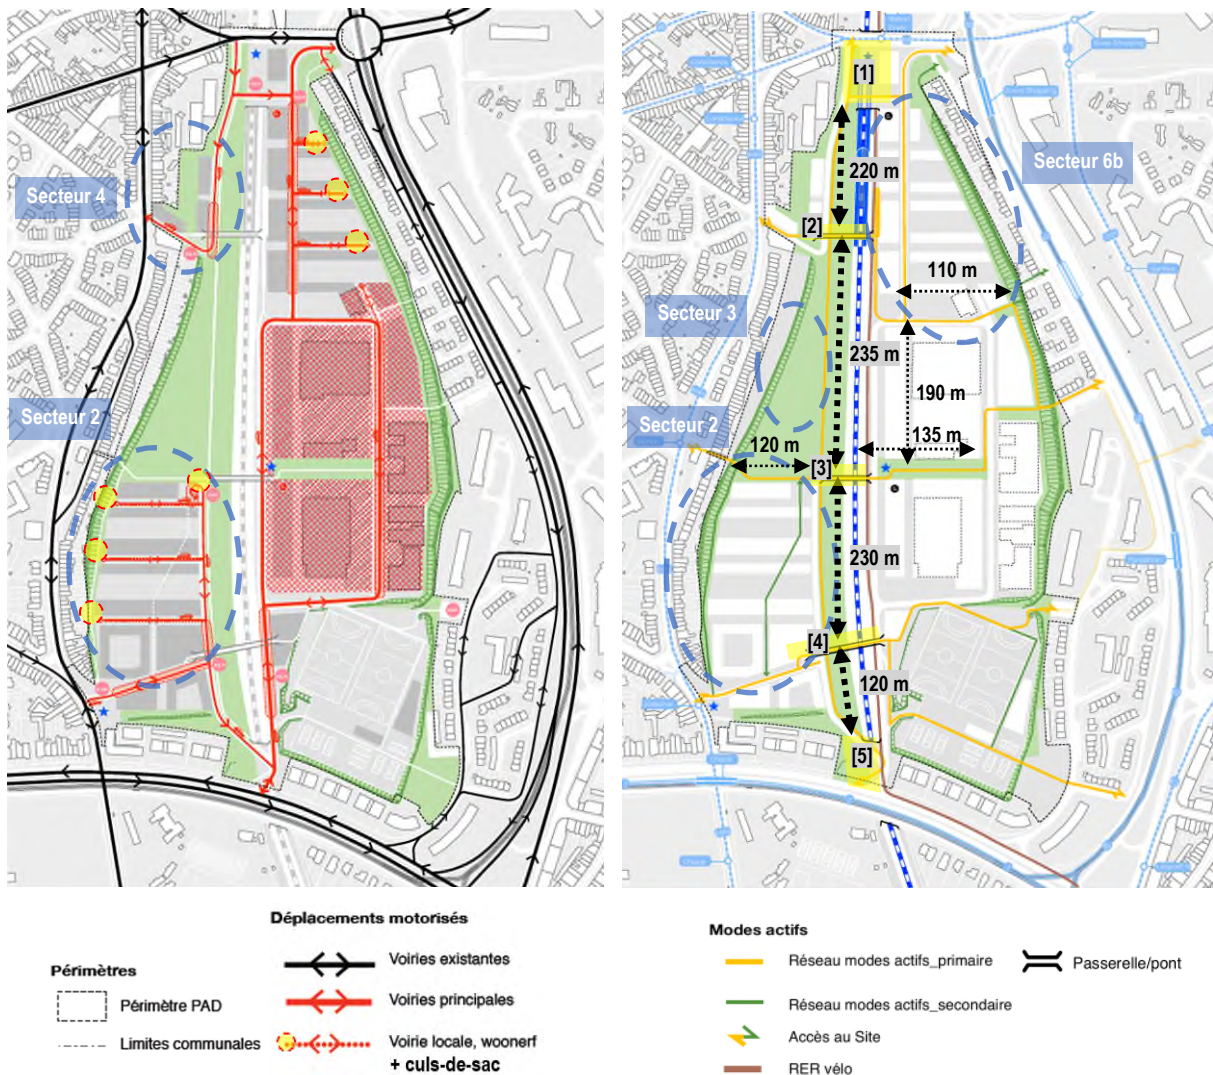 Secteur 4
Secteur 2
[1]
Secteur 6b
220 m
[2]
110 m
Secteur 3
235 m
190 m
Secteur 2
135 m
120 m
[3]
230 m
[4]
120 m
[5]
Déplacements motorisés
Voiries existantes
Périmètres
Voiries principales
Périmètre PAD
Voirie locale, woonerf
Limites communales
+ culs-de-sac
Modes actifs
Réseau modes actifs_primaire
Passerelle/pont
Réseau modes actifs_secondaire
Accès au Site
RER vélo